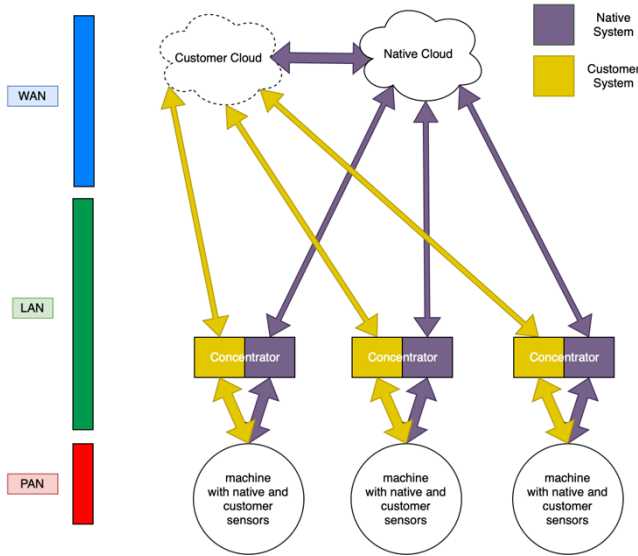 Customer Cloud
Native Cloud
Native
System
Customer
System
WAN
LAN
Concentrator
Concentrator
Concentrator
PAN
machine
with native and
customer
sensors
machine
with native and
customer
sensors
machine
with native and
customer
sensors